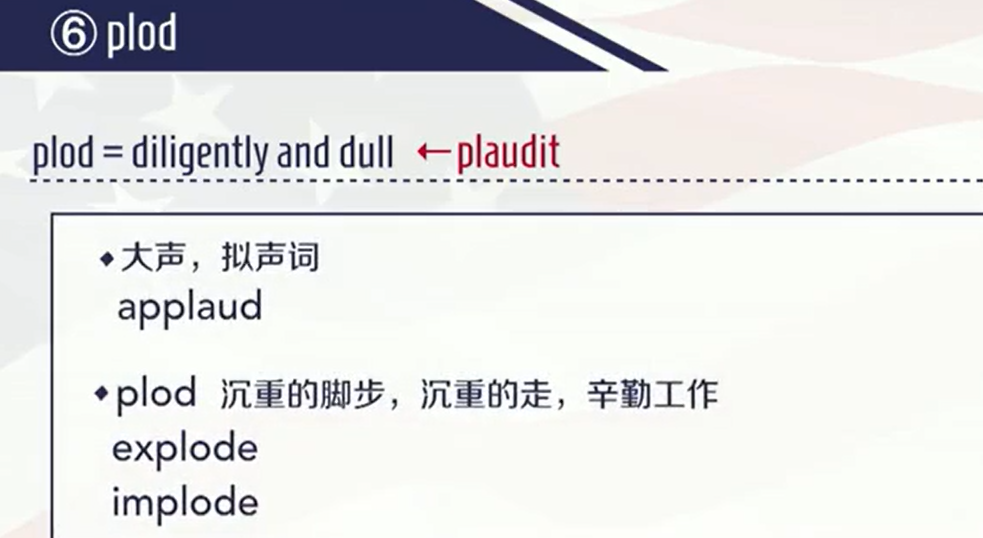 ⑥ plod
plod = diligently and dull ←plaudit
◆大声，拟声词
applaud
◆plod 沉重的脚步，沉重的走，辛勤工作
explode
implode